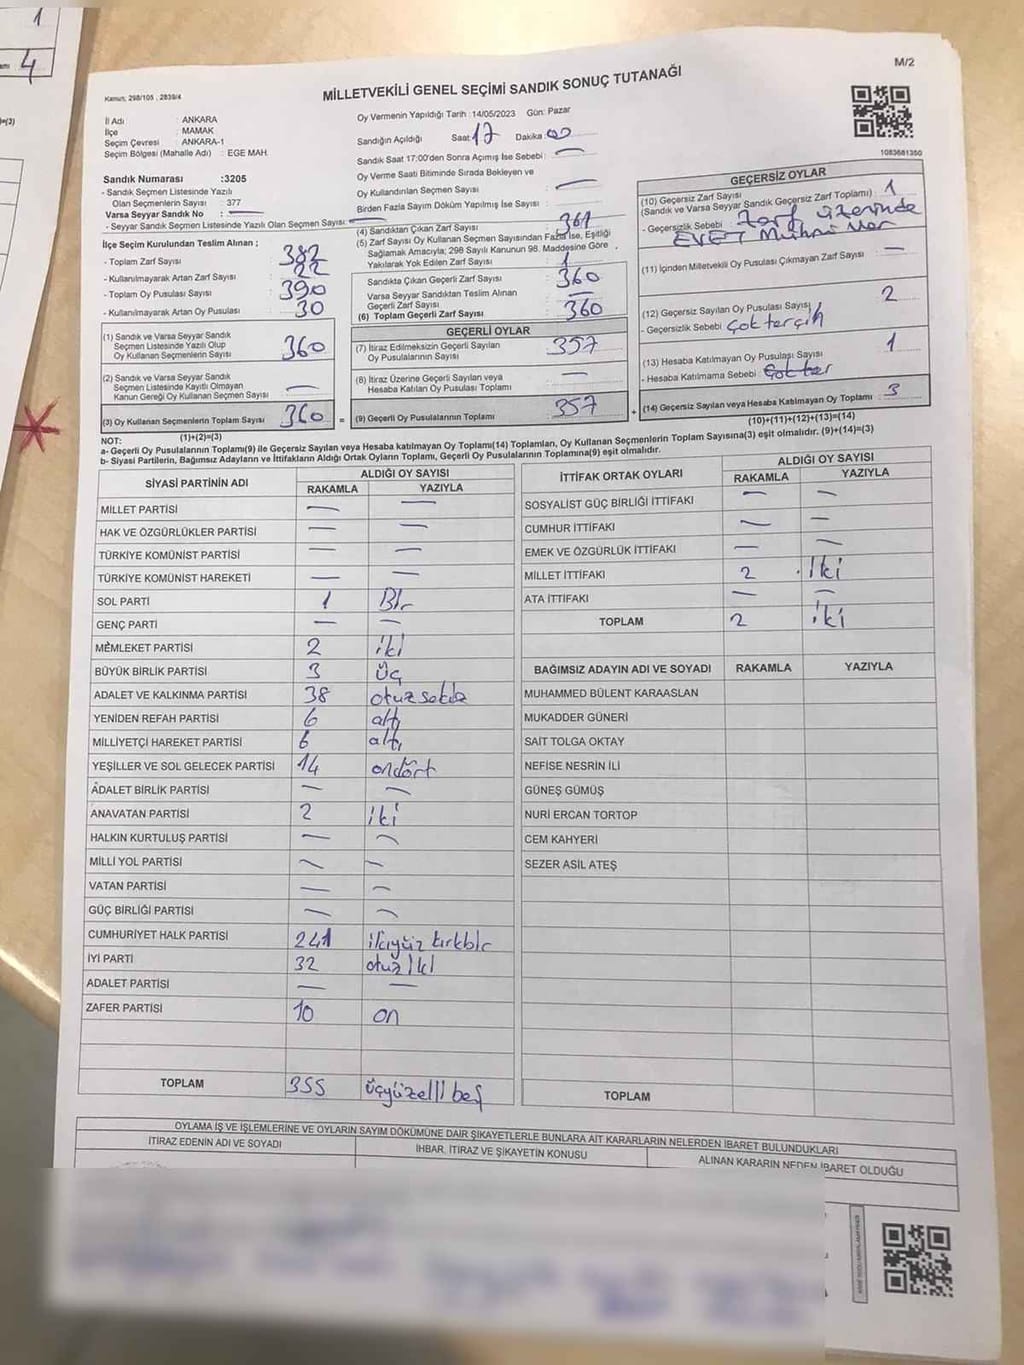 1
4
M/2
Kanun; 298/105 , 2839/4
MİLLETVEKİLİ GENEL SEÇİMİ SANDIK SONUÇ TUTANAĞI
İl Adı : ANKARA
İlçe : MAMAK
Seçim Çevresi : ANKARA-1
Seçim Bölgesi (Mahalle Adı) : EGE MAH.
Sandık Numarası :3205
- Sandık Seçmen Listesinde Yazılı
Olan Seçmenlerin Sayısı : 377
Varsa Seyyar Sandık No : —
- Seyyar Sandık Seçmen Listesinde Yazılı Olan Seçmen Sayısı: —
İlçe Seçim Kurulundan Teslim Alınan ;
- Toplam Zarf Sayısı 382
- Kullanılmayarak Artan Zarf Sayısı 22
- Toplam Oy Pusulası Sayısı 390
- Kullanılmayarak Artan Oy Pusulası 30
(1) Sandık ve Varsa Seyyar Sandık
Seçmen Listesinde Yazılı Olup
Oy Kullanan Seçmenlerin Sayısı 360
(2) Sandık ve Varsa Seyyar Sandık
Seçmen Listesinde Kayıtlı Olmayan
Kanun Gereği Oy Kullanan Seçmen Sayısı —
(3) Oy Kullanan Seçmenlerin Toplam Sayısı 360 =
(1)+(2)=(3)
Oy Vermenin Yapıldığı Tarih : 14/05/2023 Gün: Pazar
Sandığın Açıldığı Saat: 17 Dakika: 00
Sandık Saat 17:00'den Sonra Açımış İse Sebebi : —
Oy Verme Saati Bitiminde Sırada Bekleyen ve
Oy Kullandırılan Seçmen Sayısı —
Birden Fazla Sayım Döküm Yapılmış İse Sayısı : —
(4) Sandıktan Çıkan Zarf Sayısı 361
(5) Zarf Sayısı Oy Kullanan Seçmen Sayısından Fazla İse, Eşitliği
Sağlamak Amacıyla; 298 Sayılı Kanunun 98. Maddesine Göre
Yakılarak Yok Edilen Zarf Sayısı 1
Sandıkta Çıkan Geçerli Zarf Sayısı 360
Varsa Seyyar Sandıktan Teslim Alınan
Geçerli Zarf Sayısı —
(6) Toplam Geçerli Zarf Sayısı 360
GEÇERLİ OYLAR
(7) İtiraz Edilmeksizin Geçerli Sayılan
Oy Pusulalarının Sayısı 357
(8) İtiraz Üzerine Geçerli Sayılan veya
Hesaba Katılan Oy Pusulası Toplamı —
(9) Geçerli Oy Pusulalarının Toplamı 357 +
1083681350
GEÇERSİZ OYLAR
(10) Geçersiz Zarf Sayısı
(Sandık ve Varsa Seyyar Sandık Geçersiz Zarf Toplamı) : 1
- Geçersizlik Sebebi : Zarf üzerinde
EVET Mührü Var
(11) İçinden Milletvekili Oy Pusulası Çıkmayan Zarf Sayısı —
(12) Geçersiz Sayılan Oy Pusulası Sayısı 2
- Geçersizlik Sebebi : Çok tercih
(13) Hesaba Katılmayan Oy Pusulası Sayısı 1
- Hesaba Katılmama Sebebi :
(14) Geçersiz Sayılan veya Hesaba Katılmayan Oy Toplamı : 3
(10)+(11)+(12)+(13)=(14)
NOT:
a- Geçerli Oy Pusulalarının Toplamı(9) ile Geçersiz Sayılan veya Hesaba katılmayan Oy Toplamı(14) Toplamları, Oy Kullanan Seçmenlerin Toplam Sayısına(3) eşit olmalıdır. (9)+(14)=(3)
b- Siyasi Partilerin, Bağımsız Adayların ve İttifakların Aldığı Ortak Oyların Toplamı, Geçerli Oy Pusulalarının Toplamına(9) eşit olmalıdır.
SİYASİ PARTİNİN ADI ALDIĞI OY SAYISI
RAKAMLA YAZIYLA
MİLLET PARTİSİ — —
HAK VE ÖZGÜRLÜKLER PARTİSİ — —
TÜRKİYE KOMÜNİST PARTİSİ — —
TÜRKİYE KOMÜNİST HAREKETİ — —
SOL PARTİ 1 Bir
GENÇ PARTİ — —
MEMLEKET PARTİSİ 2 iki
BÜYÜK BİRLİK PARTİSİ 3 üç
ADALET VE KALKINMA PARTİSİ 38 otuz sekiz
YENİDEN REFAH PARTİSİ 6 altı
MİLLİYETÇİ HAREKET PARTİSİ 6 altı
YEŞİLLER VE SOL GELECEK PARTİSİ 14 ondört
ADALET BİRLİK PARTİSİ — —
ANAVATAN PARTİSİ 2 iki
HALKIN KURTULUŞ PARTİSİ — —
MİLLİ YOL PARTİSİ — —
VATAN PARTİSİ — —
GÜÇ BİRLİĞİ PARTİSİ — —
CUMHURİYET HALK PARTİSİ 241 ikiyüz kırkbir
İYİ PARTİ 32 otuz iki
ADALET PARTİSİ — —
ZAFER PARTİSİ 10 on
TOPLAM 355 üçyüzelli beş
İTTİFAK ORTAK OYLARI ALDIĞI OY SAYISI
RAKAMLA YAZIYLA
SOSYALİST GÜÇ BİRLİĞİ İTTİFAKI — —
CUMHUR İTTİFAKI — —
EMEK VE ÖZGÜRLÜK İTTİFAKI — —
MİLLET İTTİFAKI 2 İki
ATA İTTİFAKI — —
TOPLAM 2 iki
BAĞIMSIZ ADAYIN ADI VE SOYADI RAKAMLA YAZIYLA
MUHAMMED BÜLENT KARAASLAN
MUKADDER GÜNERİ
SAİT TOLGA OKTAY
NEFİSE NESRİN İLİ
GÜNEŞ GÜMÜŞ
NURİ ERCAN TORTOP
CEM KAHYERİ
SEZER ASİL ATEŞ
TOPLAM
OYLAMA İŞ VE İŞLEMLERİNE VE OYLARIN SAYIM DÖKÜMÜNE DAİR ŞİKAYETLERLE BUNLARA AİT KARARLARIN NELERDEN İBARET BULUNDUKLARI
İTİRAZ EDENİN ADI VE SOYADI İHBAR, İTİRAZ VE ŞİKAYETİN KONUSU ALINAN KARARIN NEDEN İBARET OLDUĞU